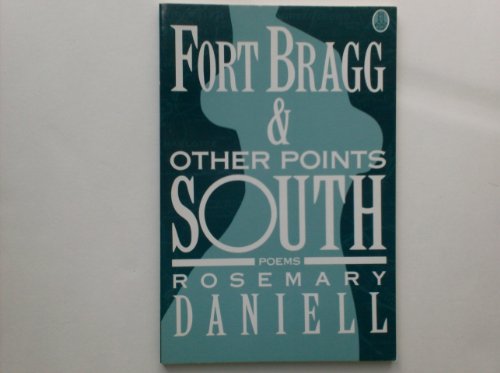 FORT BRAGG
&
OTHER POINTS
SOUTH
POEMS
ROSEMARY
DANIELL